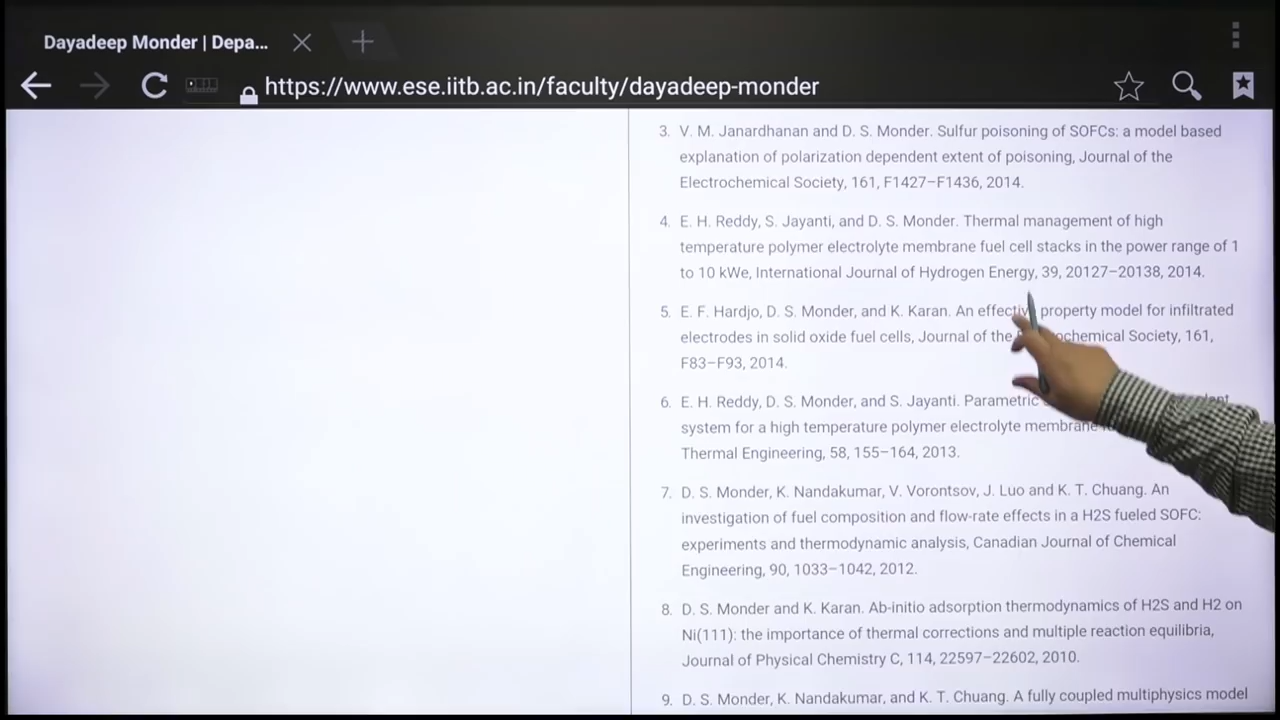 Dayadeep Monder | Depa...
https://www.ese.iitb.ac.in/faculty/dayadeep-monder
3. V. M. Janardhanan and D. S. Monder. Sulfur poisoning of SOFCs: a model based
explanation of polarization dependent extent of poisoning, Journal of the
Electrochemical Society, 161, F1427–F1436, 2014.
4. E. H. Reddy, S. Jayanti, and D. S. Monder. Thermal management of high
temperature polymer electrolyte membrane fuel cell stacks in the power range of 1
to 10 kWe, International Journal of Hydrogen Energy, 39, 20127–20138, 2014.
5. E. F. Hardjo, D. S. Monder, and K. Karan. An effectiv property model for infiltrated
electrodes in solid oxide fuel cells, Journal of the ochemical Society, 161,
F83–F93, 2014.
6. E. H. Reddy, D. S. Monder, and S. Jayanti. Parametric
system for a high temperature polymer electrolyte membrane
Thermal Engineering, 58, 155–164, 2013.
7. D. S. Monder, K. Nandakumar, V. Vorontsov, J. Luo and K. T. Chuang. An
investigation of fuel composition and flow-rate effects in a H2S fueled SOFC:
experiments and thermodynamic analysis, Canadian Journal of Chemical
Engineering, 90, 1033–1042, 2012.
8. D. S. Monder and K. Karan. Ab-initio adsorption thermodynamics of H2S and H2 on
Ni(111): the importance of thermal corrections and multiple reaction equilibria,
Journal of Physical Chemistry C, 114, 22597–22602, 2010.
9. D. S. Monder, K. Nandakumar, and K. T. Chuang. A fully coupled multiphysics model